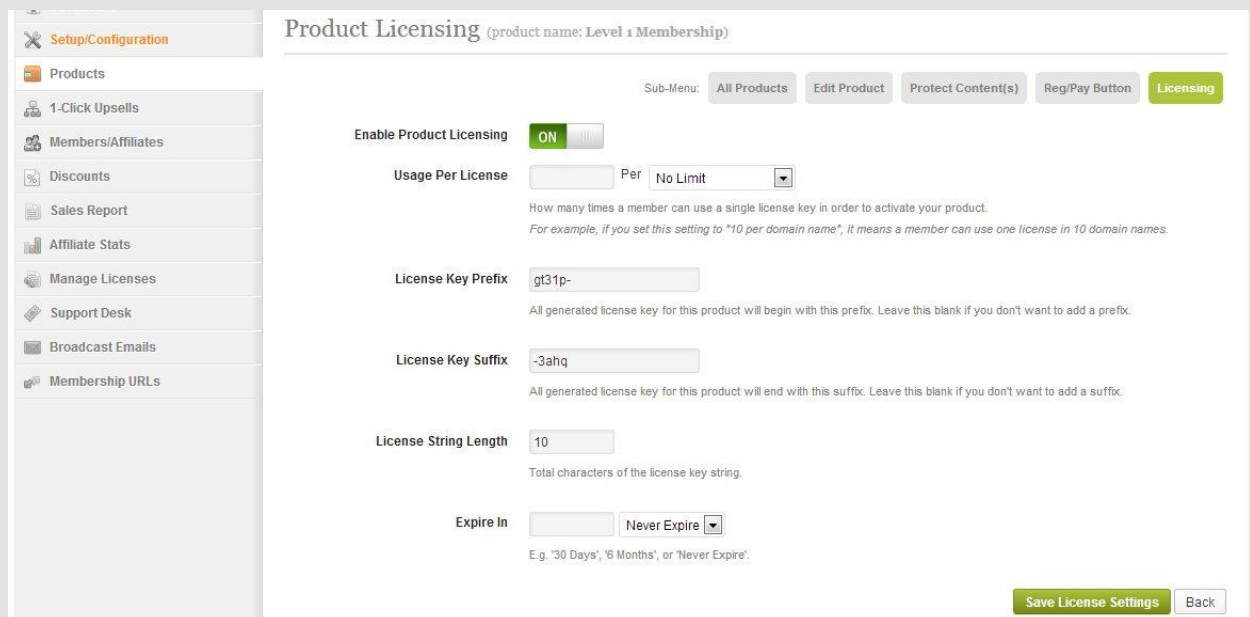 Product Licensing (product name: Level 1 Membership)
Setup/Configuration
Products
1-Click Upsells
Members/Affiliates
Discounts
Sales Report
Affiliate Stats
Manage Licenses
Support Desk
Broadcast Emails
Membership URLs
Sub-Menu: All Products Edit Product Protect Content(s) Reg/Pay Button Licensing
Enable Product Licensing ON
Usage Per License Per No Limit
How many times a member can use a single license key in order to activate your product.
For example, if you set this setting to "10 per domain name", it means a member can use one license in 10 domain names.
License Key Prefix gt31p-
All generated license key for this product will begin with this prefix. Leave this blank if you don't want to add a prefix.
License Key Suffix -3ahq
All generated license key for this product will end with this suffix. Leave this blank if you don't want to add a suffix.
License String Length 10
Total characters of the license key string.
Expire In Never Expire
E.g. '30 Days', '6 Months', or 'Never Expire'.
Save License Settings Back